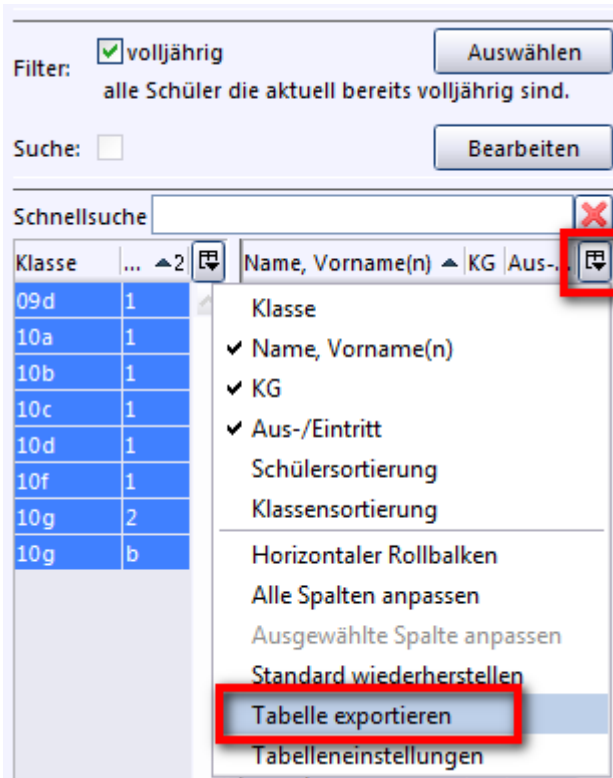 Filter: volljährig Auswählen
alle Schüler die aktuell bereits volljährig sind.
Suche: Bearbeiten
Schnellsuche
Klasse ... 2 Name, Vorname(n) KG Aus-...
09d 1
10a 1
10b 1
10c 1
10d 1
10f 1
10g 2
10g b
Klasse
Name, Vorname(n)
KG
Aus-/Eintritt
Schülersortierung
Klassensortierung
Horizontaler Rollbalken
Alle Spalten anpassen
Ausgewählte Spalte anpassen
Standard wiederherstellen
Tabelle exportieren
Tabelleneinstellungen